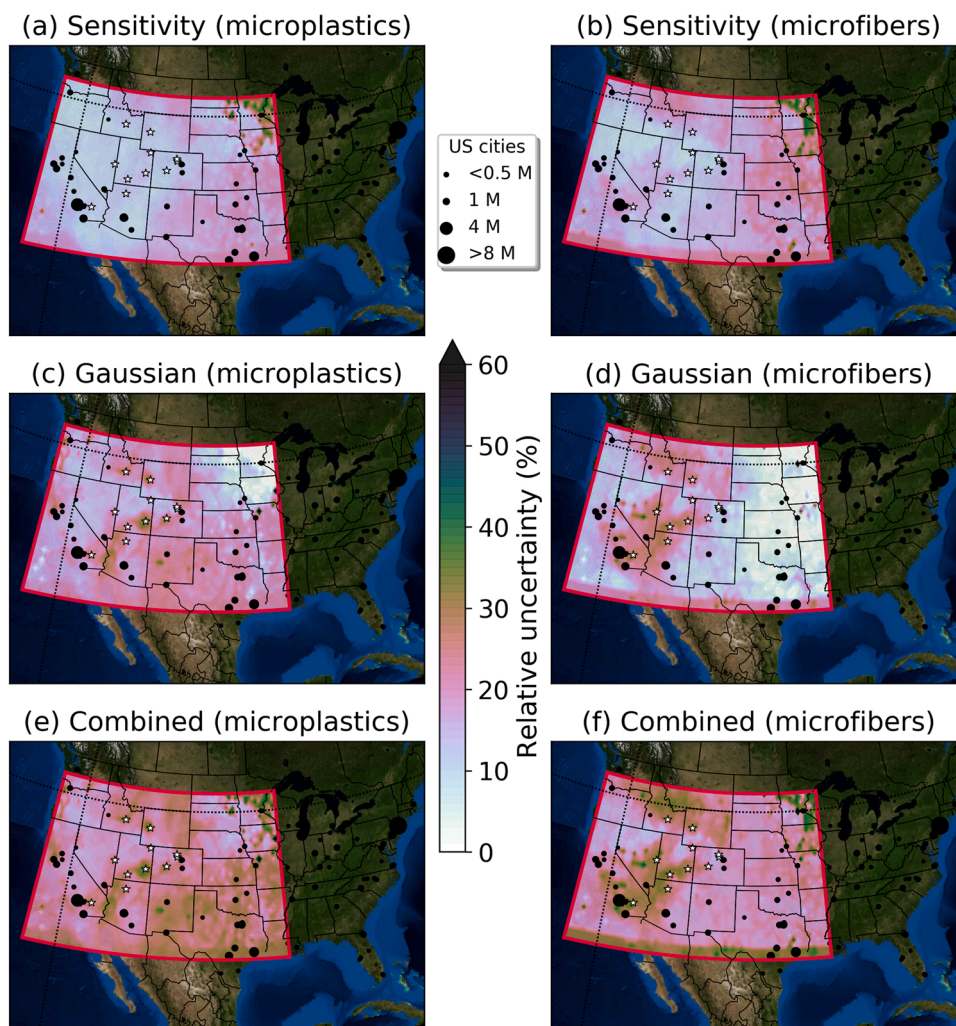 (a) Sensitivity (microplastics)
(b) Sensitivity (microfibers)
US cities
<0.5 M
1 M
4 M
>8 M
(c) Gaussian (microplastics)
(d) Gaussian (microfibers)
60
50
40
30
20
10
0
Relative uncertainty (%)
(e) Combined (microplastics)
(f) Combined (microfibers)